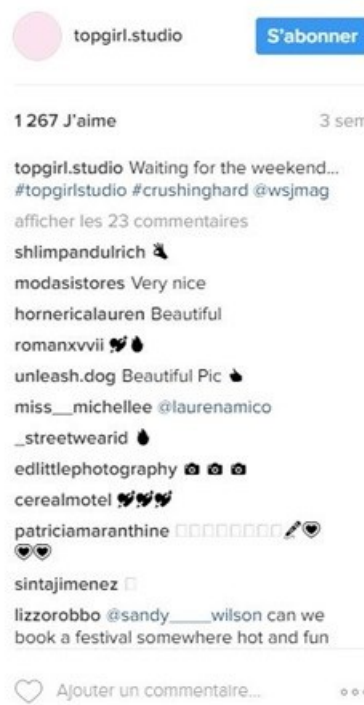 topgirl.studio
S'abonner
1 267 J'aime
3 sem
topgirl.studio Waiting for the weekend...
#topgirlstudio #crushinghard @wsjmag
afficher les 23 commentaires
shlimpandulrich 👌
modasistores Very nice
hornericalauren Beautiful
romanxvvii 💘🔥
unleash.dog Beautiful Pic 👆
miss__michellee @laurenamico
_streetwearid 🔥
edlittlephotography 📷 📷 📷
cerealmotel 💘💘💘
patriciamaranthine □□□□□□□□🖊💟
💟💟
sintajimenez □
lizzorobbo @sandy____wilson can we
book a festival somewhere hot and fun
Ajouter un commentaire...